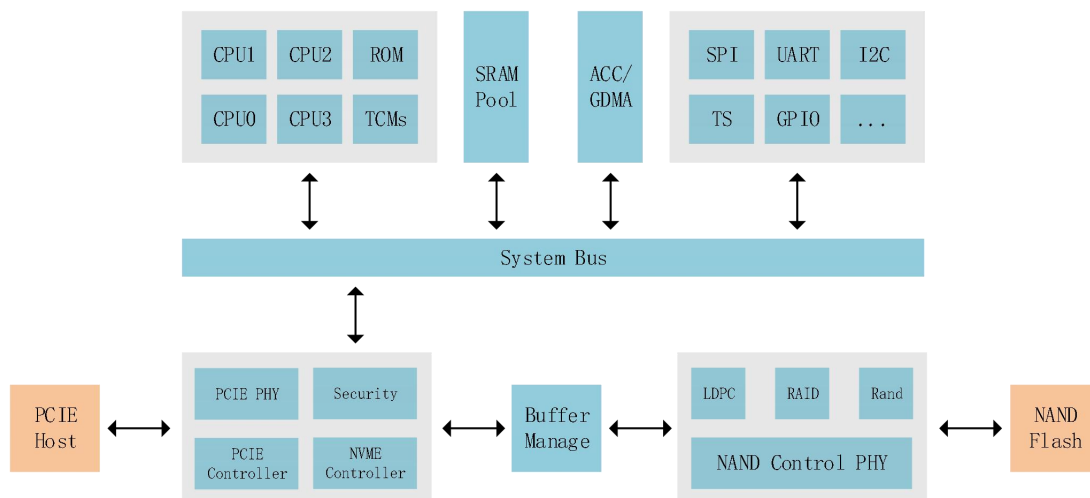 CPU1 CPU2 ROM
CPU0 CPU3 TCMs
SRAM
Pool
ACC/
GDMA
SPI UART I2C
TS GPIO ...
System Bus
PCIE
Host
PCIE PHY Security
PCIE
Controller
NVME
Controller
Buffer
Manage
LDPC RAID Rand
NAND Control PHY
NAND
Flash